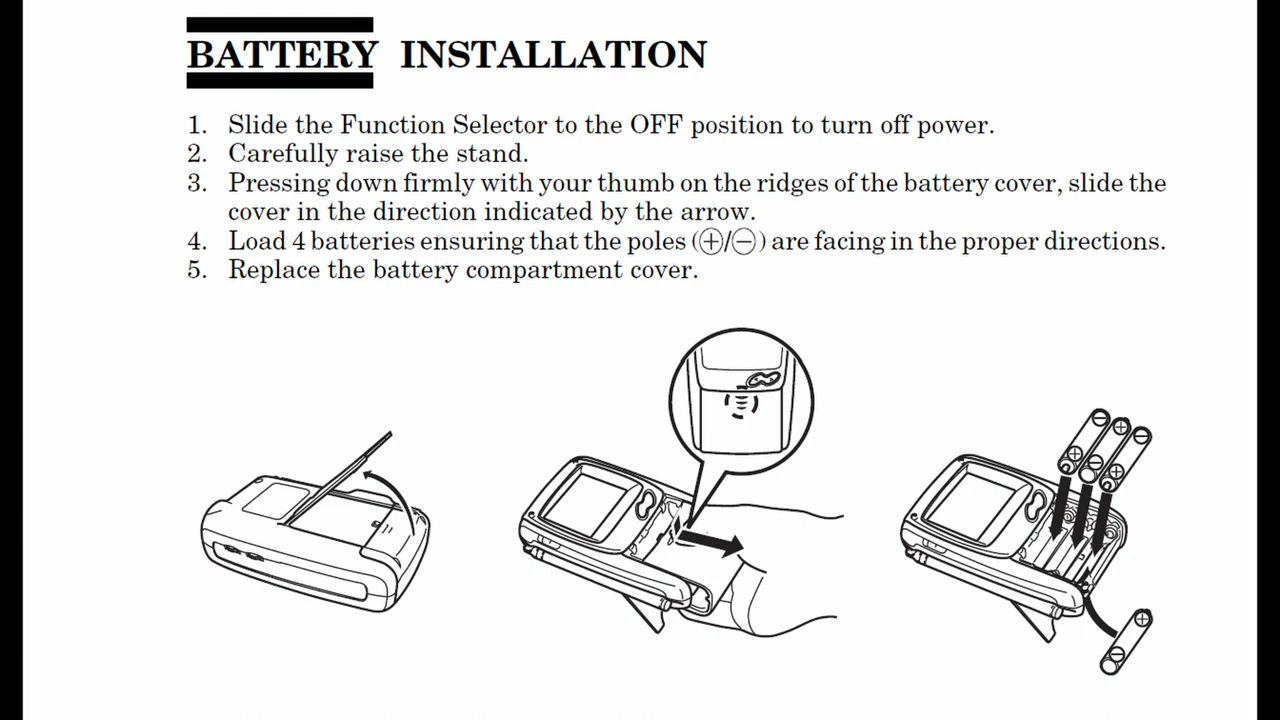 BATTERY INSTALLATION
1. Slide the Function Selector to the OFF position to turn off power.
2. Carefully raise the stand.
3. Pressing down firmly with your thumb on the ridges of the battery cover, slide the
cover in the direction indicated by the arrow.
4. Load 4 batteries ensuring that the poles (⊕/⊖) are facing in the proper directions.
5. Replace the battery compartment cover.